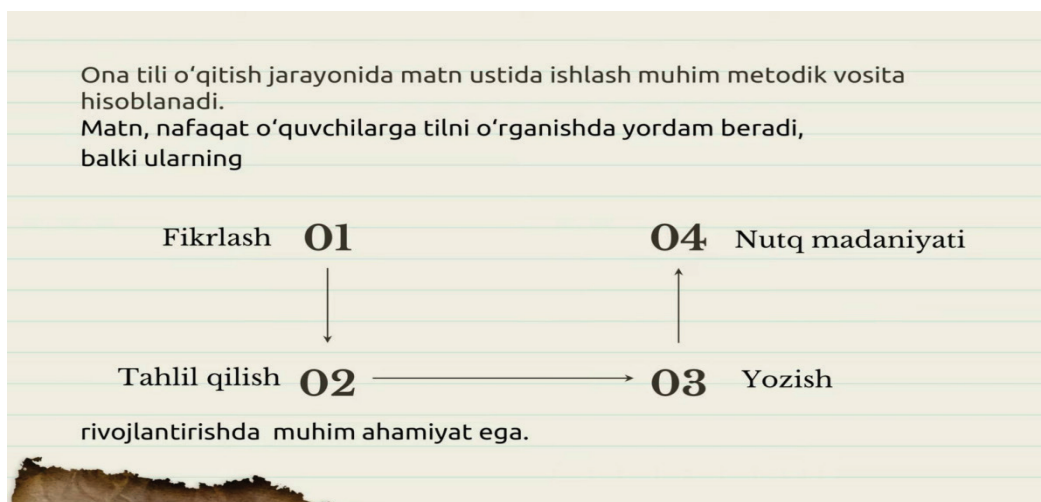 Ona tili o‘qitish jarayonida matn ustida ishlash muhim metodik vosita
hisoblanadi.
Matn, nafaqat o‘quvchilarga tilni o‘rganishda yordam beradi,
balki ularning
Fikrlash 01
04 Nutq madaniyati
Tahlil qilish 02
03 Yozish
rivojlantirishda muhim ahamiyat ega.